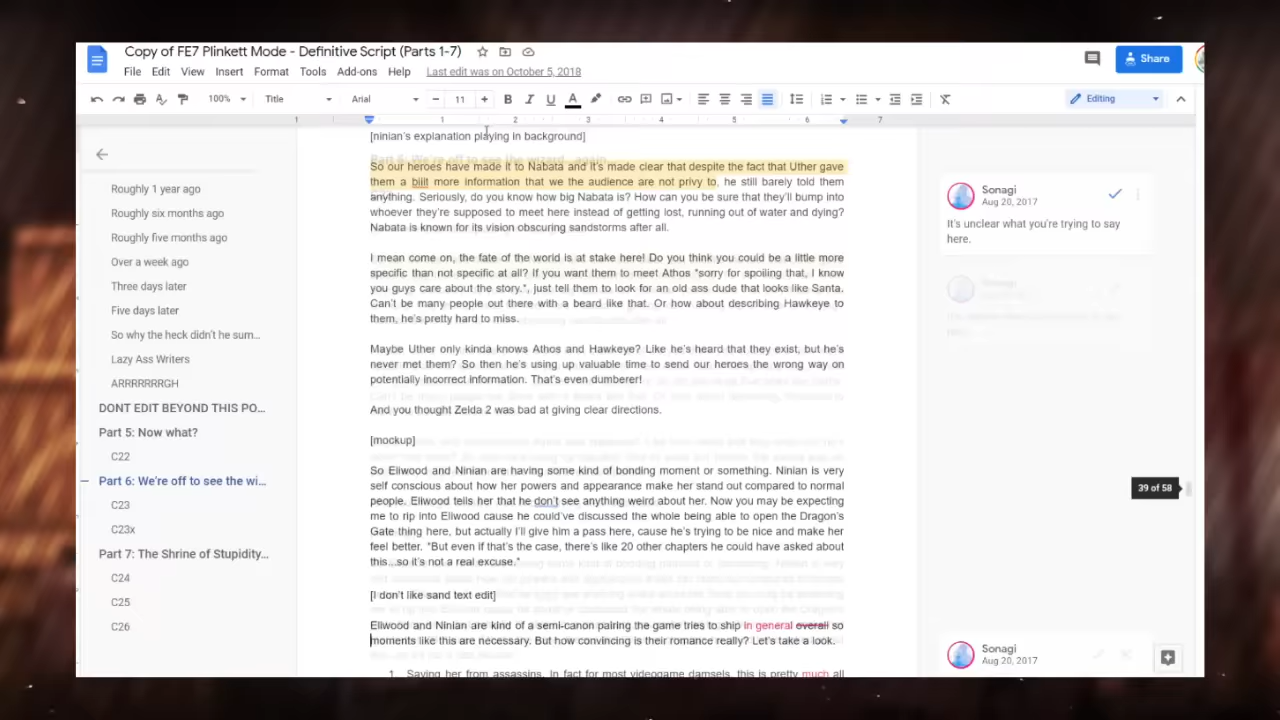 Copy of FE7 Plinkett Mode - Definitive Script (Parts 1-7)
File Edit View Insert Format Tools Add-ons Help Last edit was on October 5, 2018
Share
100% Title Arial 11 Editing
1 1 2 3 4 5 6 7
Roughly 1 year ago
Roughly six months ago
Roughly five months ago
Over a week ago
Three days later
Five days later
So why the heck didn't he sum...
Lazy Ass Writers
ARRRRRRGH
DONT EDIT BEYOND THIS PO...
Part 5: Now what?
C22
Part 6: We're off to see the wi...
C23
C23x
Part 7: The Shrine of Stupidity...
C24
C25
C26
[ninian's explanation playing in background]
So our heroes have made it to Nabata and it's made clear that despite the fact that Uther gave
them a biiit more information that we the audience are not privy to, he still barely told them
anything. Seriously, do you know how big Nabata is? How can you be sure that they'll bump into
whoever they're supposed to meet here instead of getting lost, running out of water and dying?
Nabata is known for its vision obscuring sandstorms after all.
I mean come on, the fate of the world is at stake here! Do you think you could be a little more
specific than not specific at all? If you want them to meet Athos *sorry for spoiling that, I know
you guys care about the story.*, just tell them to look for an old ass dude that looks like Santa.
Can't be many people out there with a beard like that. Or how about describing Hawkeye to
them, he's pretty hard to miss.
Maybe Uther only kinda knows Athos and Hawkeye? Like he's heard that they exist, but he's
never met them? So then he's using up valuable time to send our heroes the wrong way on
potentially incorrect information. That's even dumberer!
And you thought Zelda 2 was bad at giving clear directions.
[mockup]
So Eliwood and Ninian are having some kind of bonding moment or something. Ninian is very
self conscious about how her powers and appearance make her stand out compared to normal
people. Eliwood tells her that he don't see anything weird about her. Now you may be expecting
me to rip into Eliwood cause he could've discussed the whole being able to open the Dragon's
Gate thing here, but actually I'll give him a pass here, cause he's trying to be nice and make her
feel better. *But even if that's the case, there's like 20 other chapters he could have asked about
this...so it's not a real excuse.*
[I don't like sand text edit]
Eliwood and Ninian are kind of a semi-canon pairing the game tries to ship in general overall so
moments like this are necessary. But how convincing is their romance really? Let's take a look.
1. Saving her from assassins. In fact for most videogame damsels, this is pretty much all
Sonagi
Aug 20, 2017
It's unclear what you're trying to say
here.
39 of 58
Sonagi
Aug 20, 2017